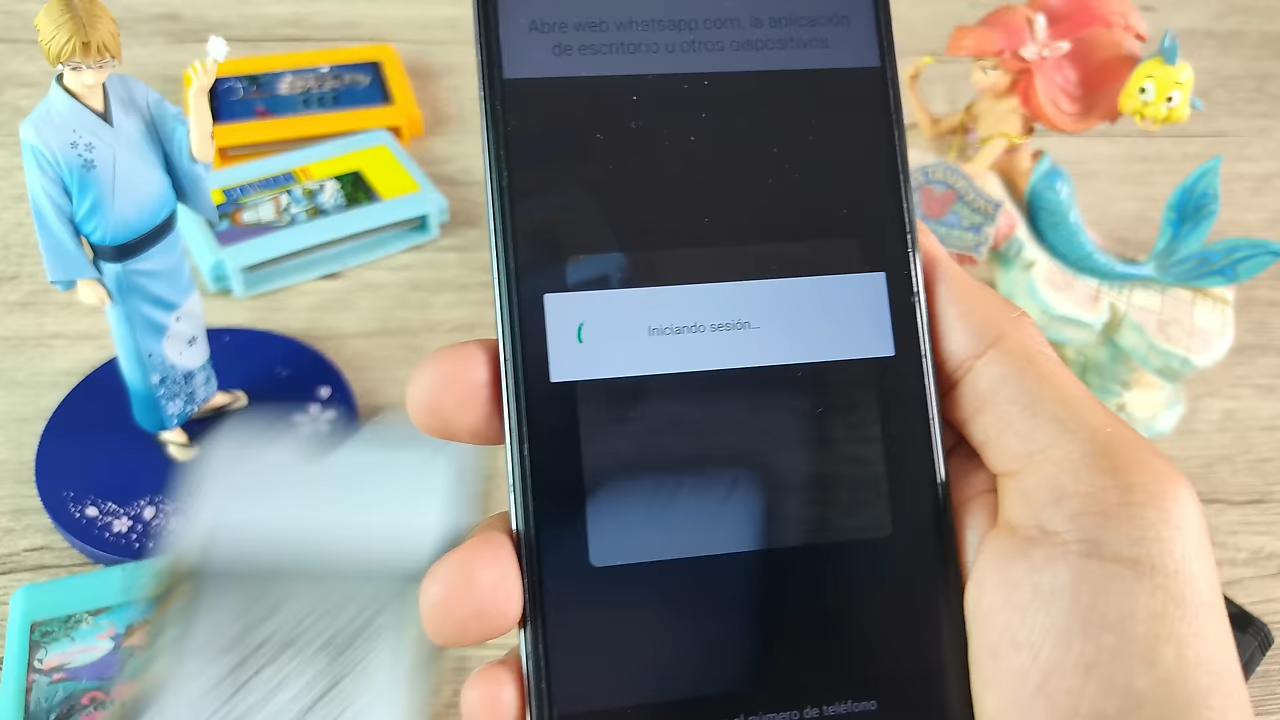 Abre web.whatsapp.com, la aplicación
de escritorio u otros dispositivos.
Iniciando sesión...
el número de teléfono